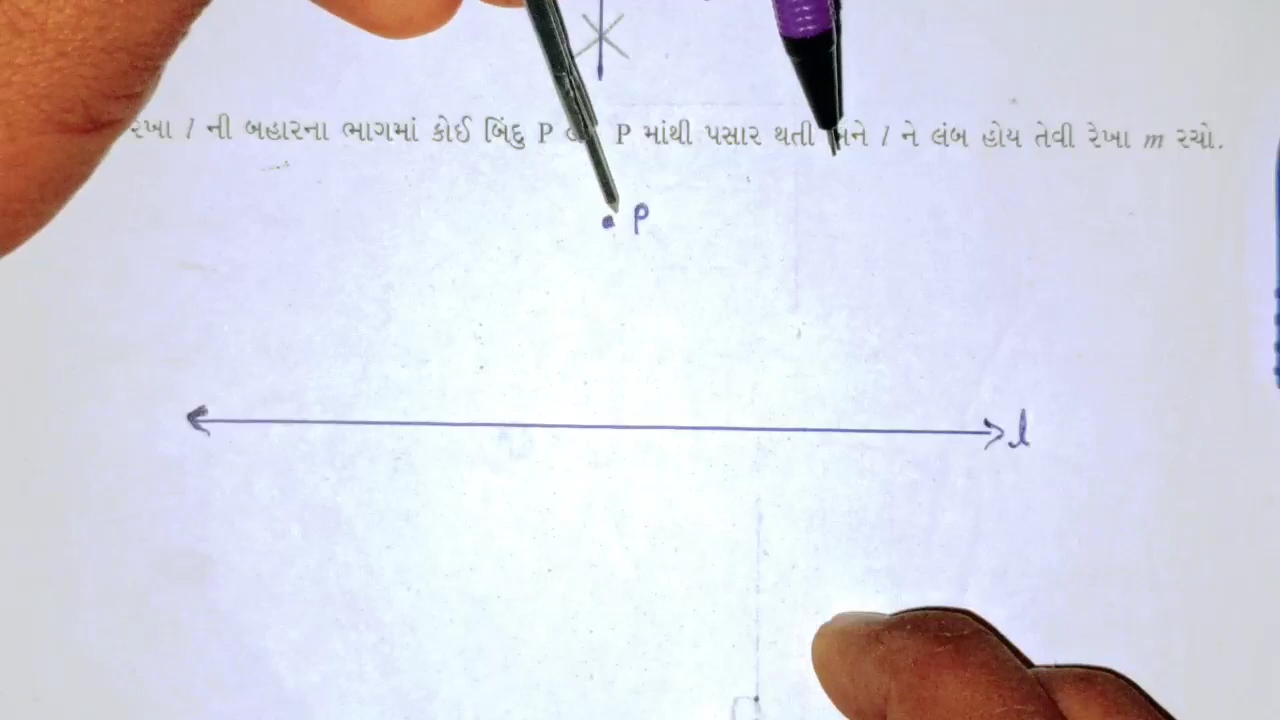 રેખા l ની બહારના ભાગમાં કોઈ બિંદુ P P માંથી પસાર થતી અને l ને લંબ હોય તેવી રેખા m રચો.
P
l